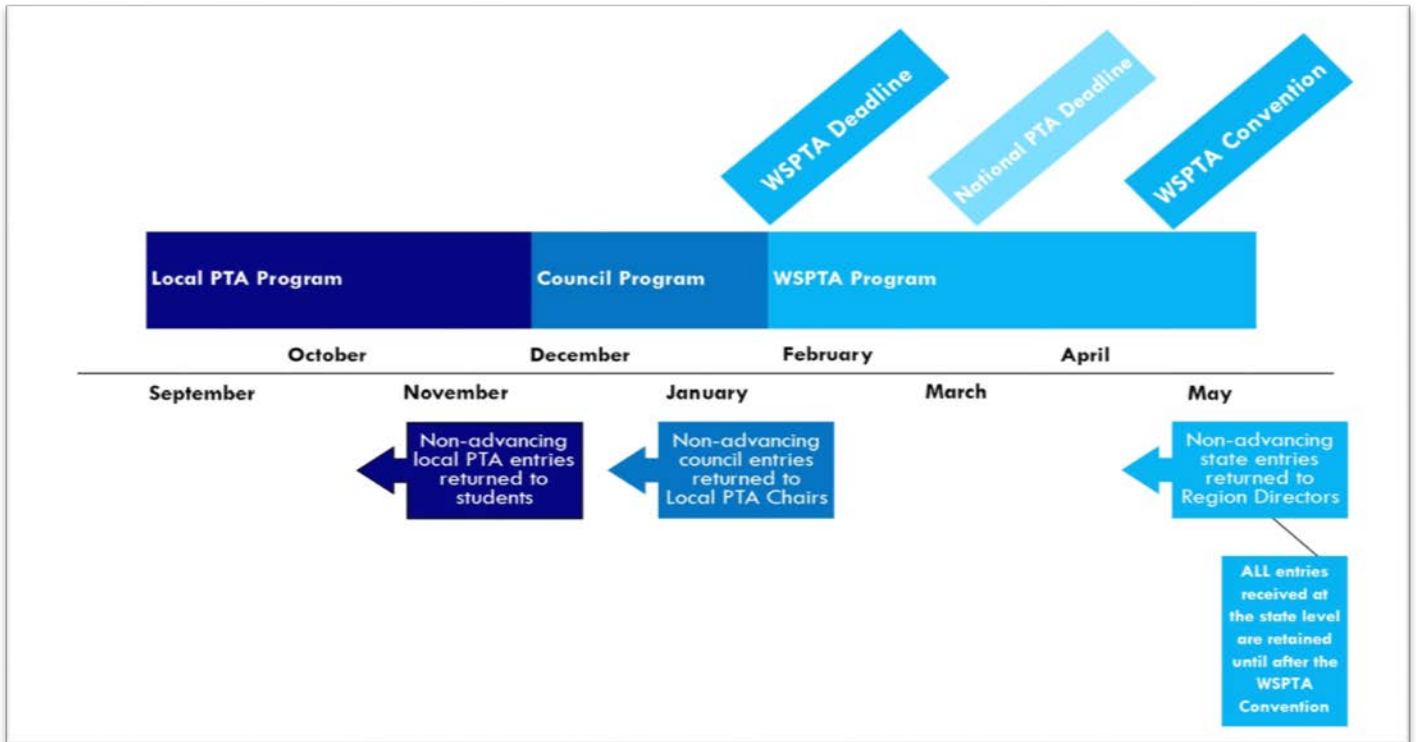 WSPTA Deadline
National PTA Deadline
WSPTA Convention
Local PTA Program
Council Program
WSPTA Program
October
December
February
April
September
November
January
March
May
Non-advancing
local PTA entries
returned to
students
Non-advancing
council entries
returned to
Local PTA Chairs
Non-advancing
state entries
returned to
Region Directors
ALL entries
received at
the state level
are retained
until after the
WSPTA
Convention